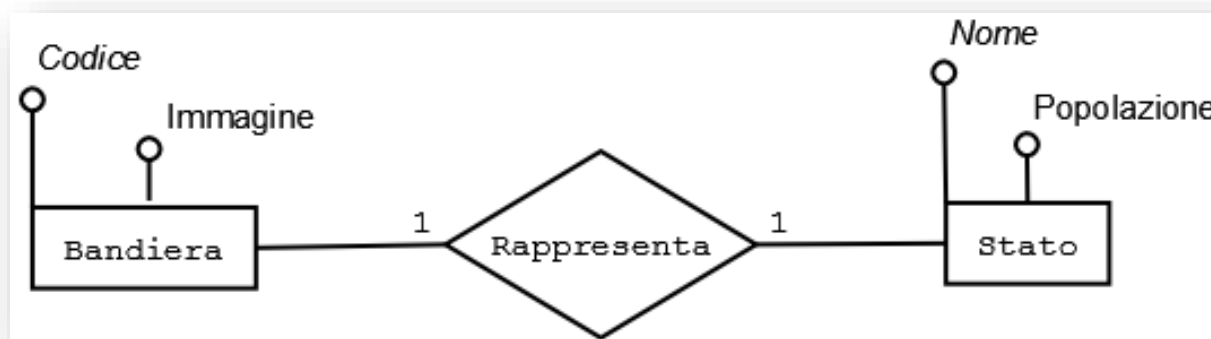 Codice
Nome
Immagine
Popolazione
1
1
Bandiera
Rappresenta
Stato